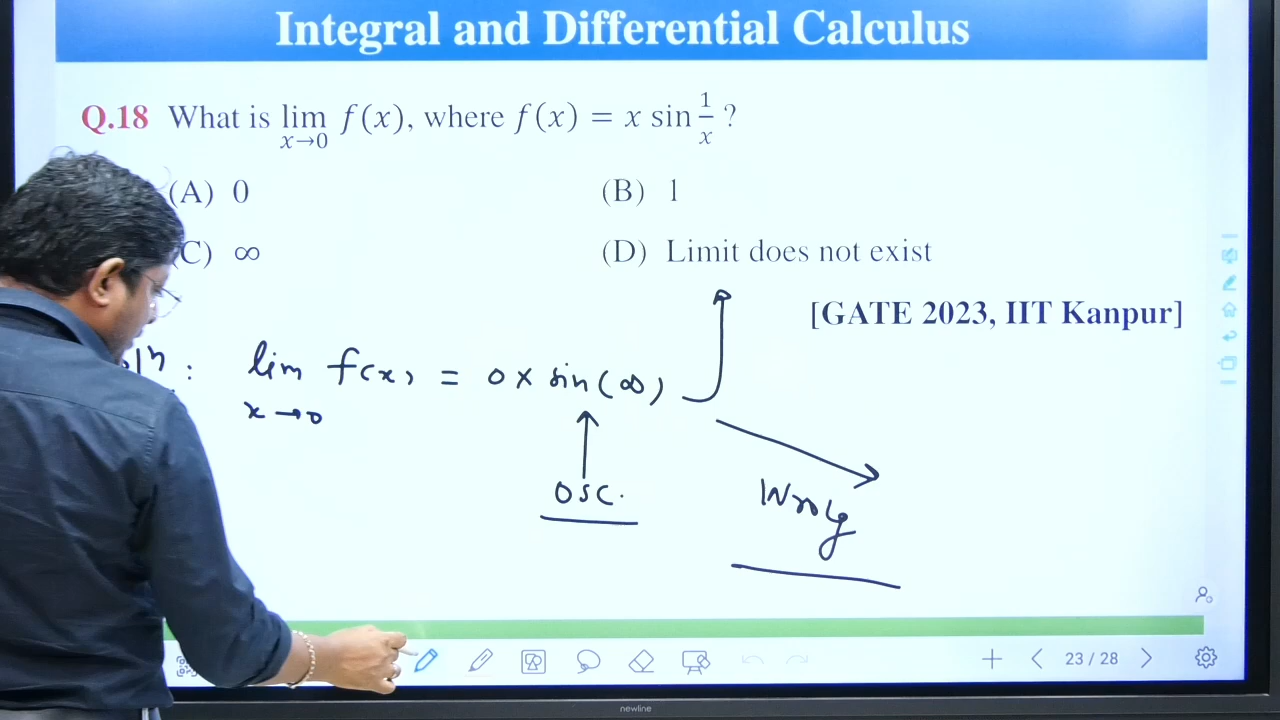 Integral and Differential Calculus
Q.18 What is lim x→0 f(x), where f(x) = x sin 1/x ?
(A) 0 (B) 1
C) ∞ (D) Limit does not exist
[GATE 2023, IIT Kanpur]
: lim x→0 f(x) = 0 × sin(∞)
osc.
Wrong
23 / 28
newline